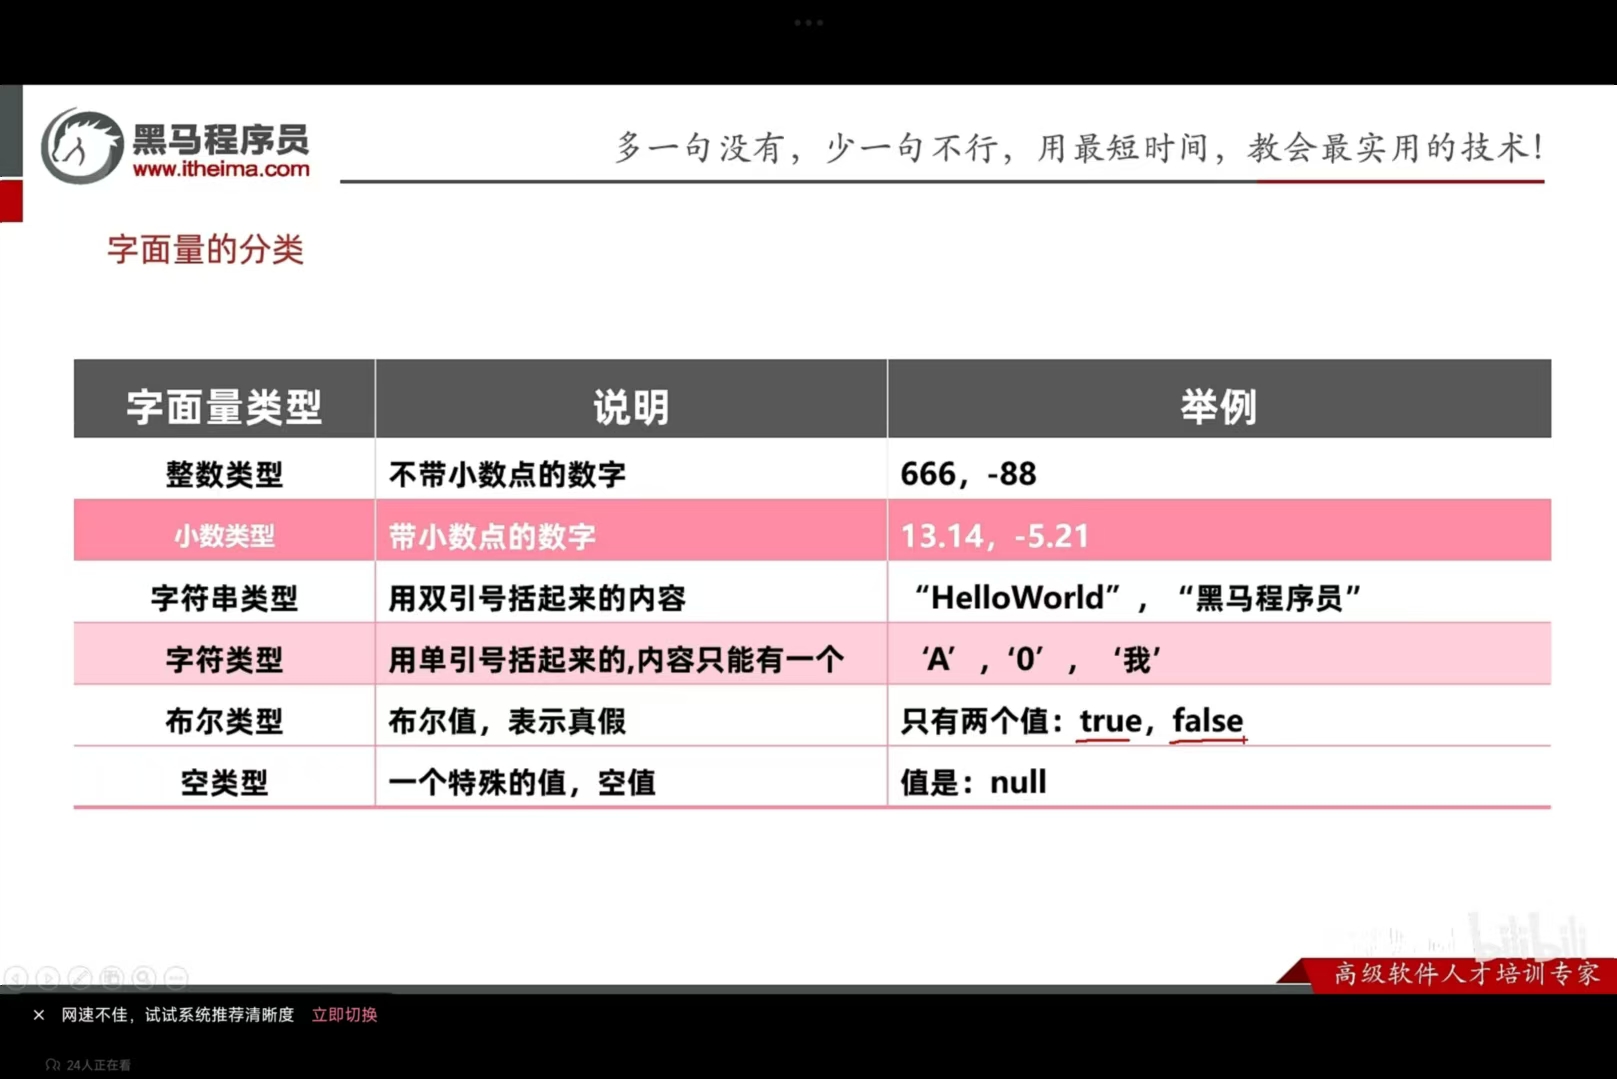 黑马程序员
www.itheima.com
多一句没有，少一句不行，用最短时间，教会最实用的技术！
字面量的分类
字面量类型 说明 举例
整数类型 不带小数点的数字 666，-88
小数类型 带小数点的数字 13.14，-5.21
字符串类型 用双引号括起来的内容 “HelloWorld”，“黑马程序员”
字符类型 用单引号括起来的,内容只能有一个 ‘A’，‘0’，‘我’
布尔类型 布尔值，表示真假 只有两个值：true，false
空类型 一个特殊的值，空值 值是：null
bilibili
高级软件人才培训专家
× 网速不佳，试试系统推荐清晰度 立即切换
24人正在看